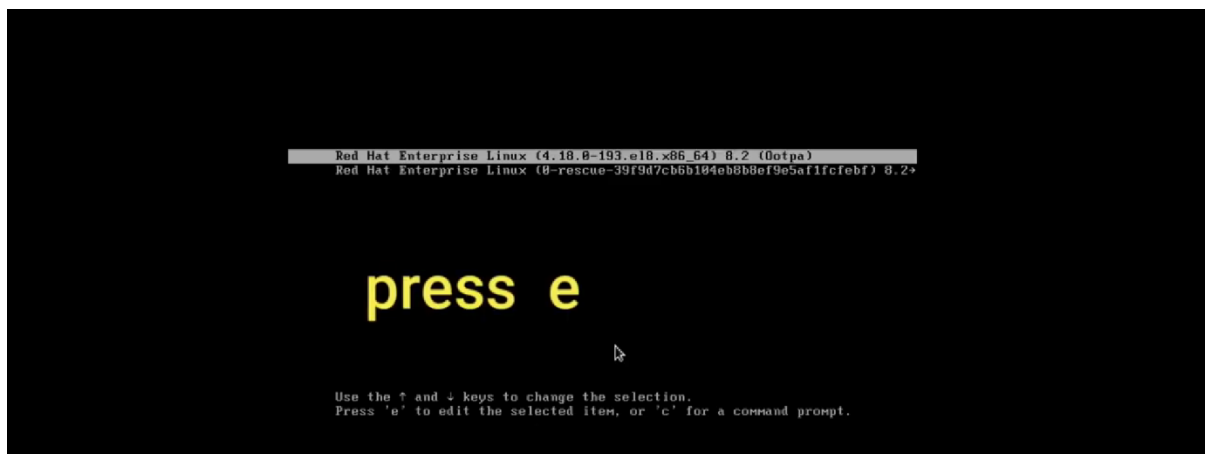 Red Hat Enterprise Linux (4.18.0-193.el8.x86_64) 8.2 (Ootpa)
Red Hat Enterprise Linux (0-rescue-39f9d7cb6b104eb8b8ef9e5af1fcfebf) 8.2→
press e
Use the ↑ and ↓ keys to change the selection.
Press 'e' to edit the selected item, or 'c' for a command prompt.